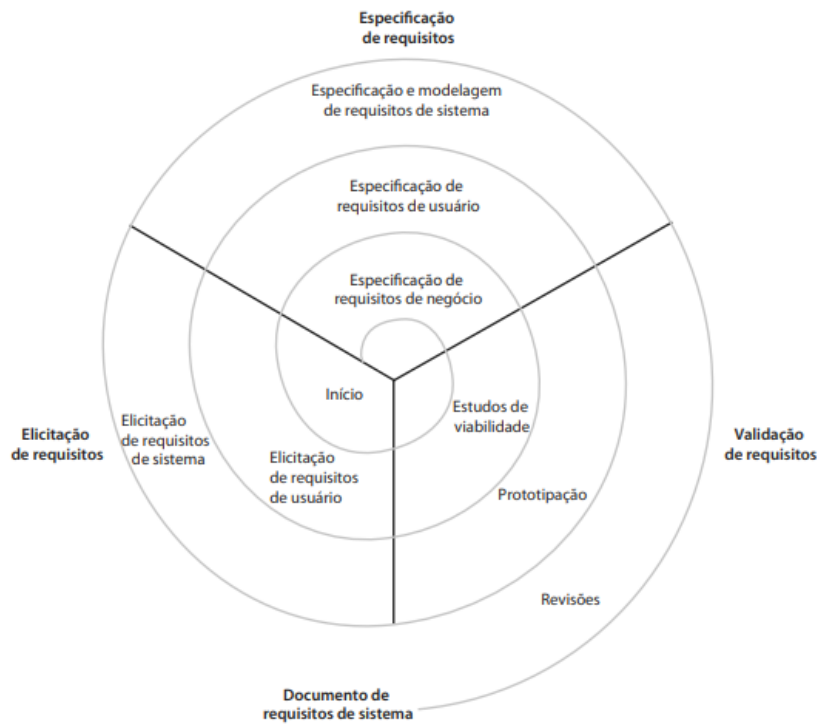 Especificação
de requisitos
Especificação e modelagem
de requisitos de sistema
Especificação de
requisitos de usuário
Especificação de
requisitos de negócio
Início
Estudos de
viabilidade
Elicitação
de requisitos
Elicitação
de requisitos
de sistema
Elicitação
de requisitos
de usuário
Validação
de requisitos
Prototipação
Revisões
Documento de
requisitos de sistema